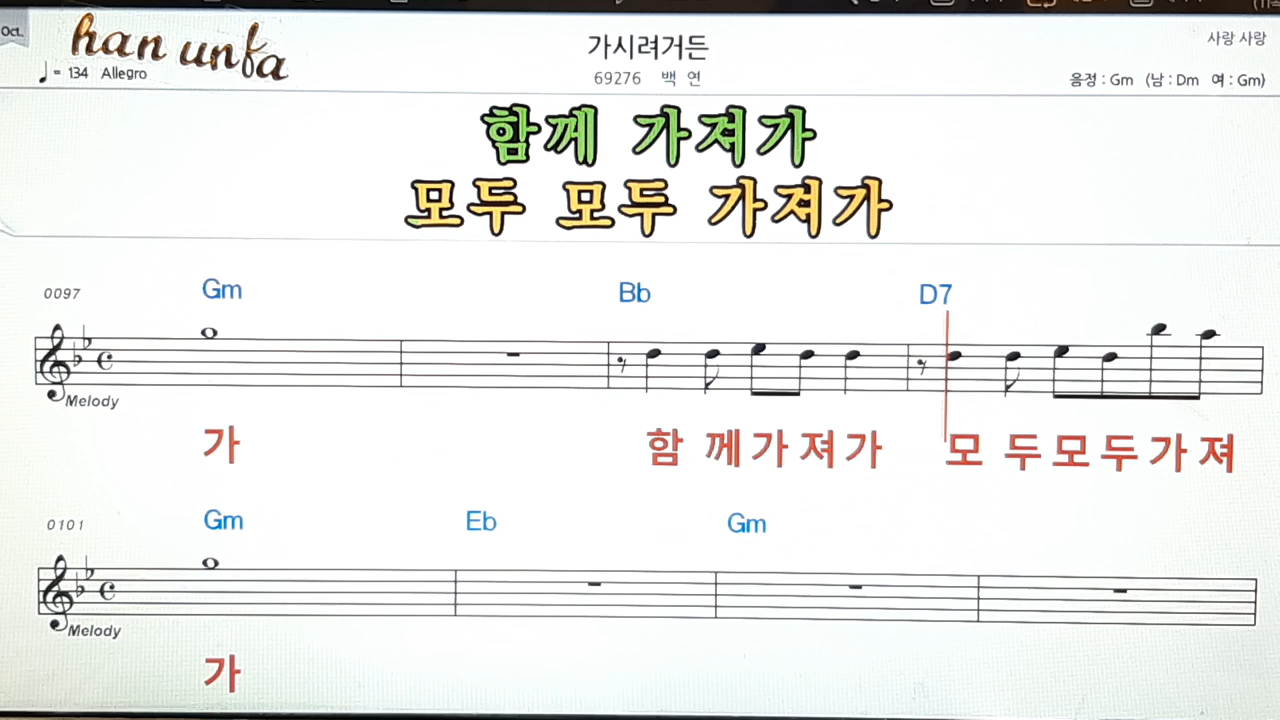 Oct.
han unfa
♩= 134 Allegro
가시려거든
69276 백 연
사랑 사랑
음정 : Gm (남 : Dm 여 : Gm)
함께 가져가
모두 모두 가져가
0097 Gm Bb D7
Melody
가 함 께 가 져 가 모 두 모 두 가 져
0101 Gm Eb Gm
Melody
가